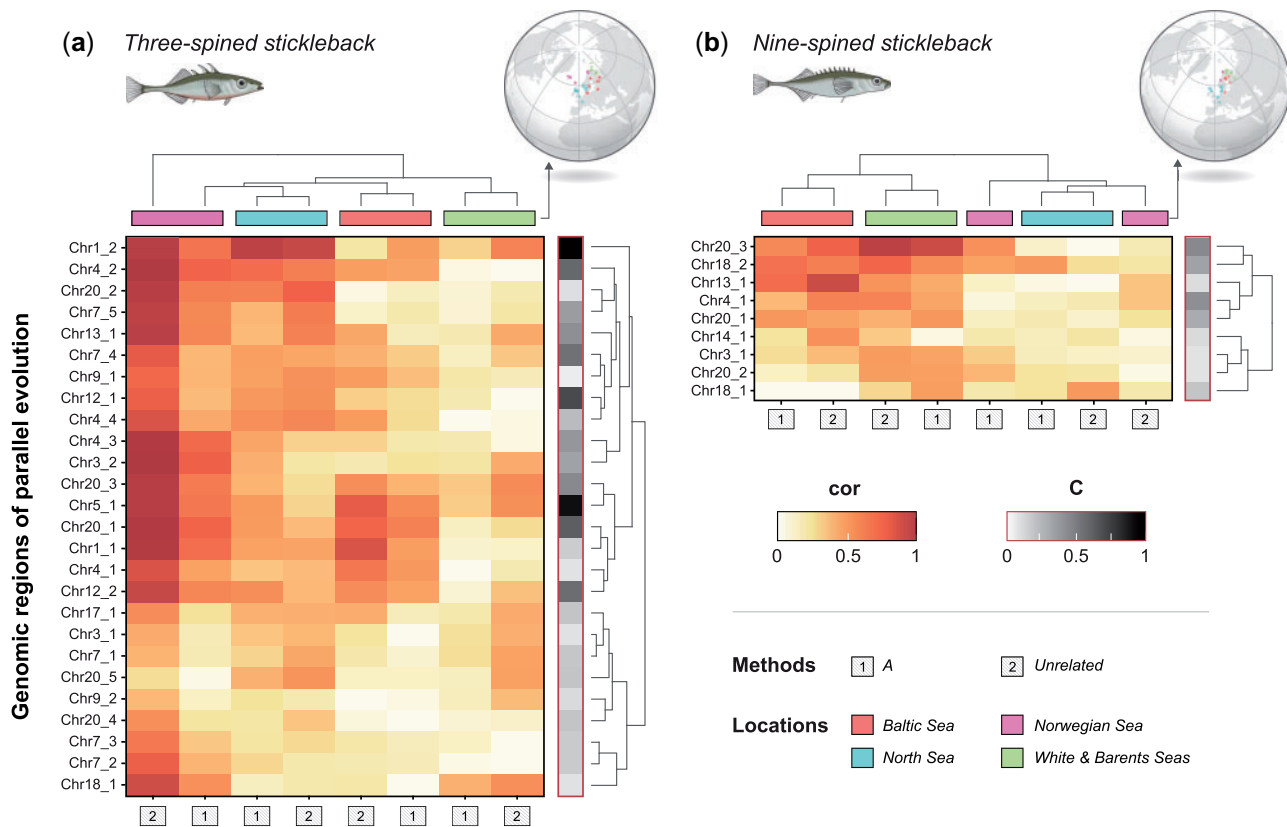 (a) Three-spined stickleback
Genomic regions of parallel evolution
Chr1_2
Chr4_2
Chr20_2
Chr7_5
Chr13_1
Chr7_4
Chr9_1
Chr12_1
Chr4_4
Chr4_3
Chr3_2
Chr20_3
Chr5_1
Chr20_1
Chr1_1
Chr4_1
Chr12_2
Chr17_1
Chr3_1
Chr7_1
Chr20_5
Chr9_2
Chr20_4
Chr7_3
Chr7_2
Chr18_1
2 1 1 2 2 1 1 2
(b) Nine-spined stickleback
Chr20_3
Chr18_2
Chr13_1
Chr4_1
Chr20_1
Chr14_1
Chr3_1
Chr20_2
Chr18_1
1 2 2 1 1 1 2 2
cor
0 0.5 1
C
0 0.5 1
Methods 1 A 2 Unrelated
Locations Baltic Sea Norwegian Sea
North Sea White & Barents Seas